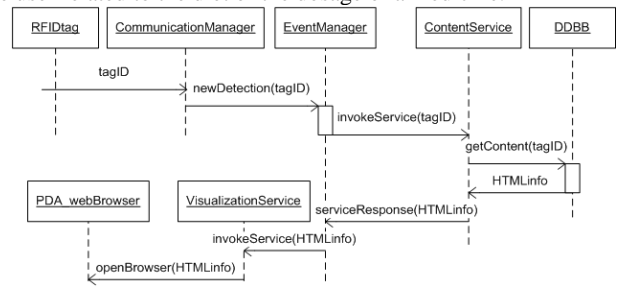 RFIDtag CommunicationManager EventManager ContentService DDBB
tagID
newDetection(tagID)
invokeService(tagID)
getContent(tagID)
HTMLinfo
PDA_webBrowser VisualizationService
serviceResponse(HTMLinfo)
invokeService(HTMLinfo)
openBrowser(HTMLinfo)